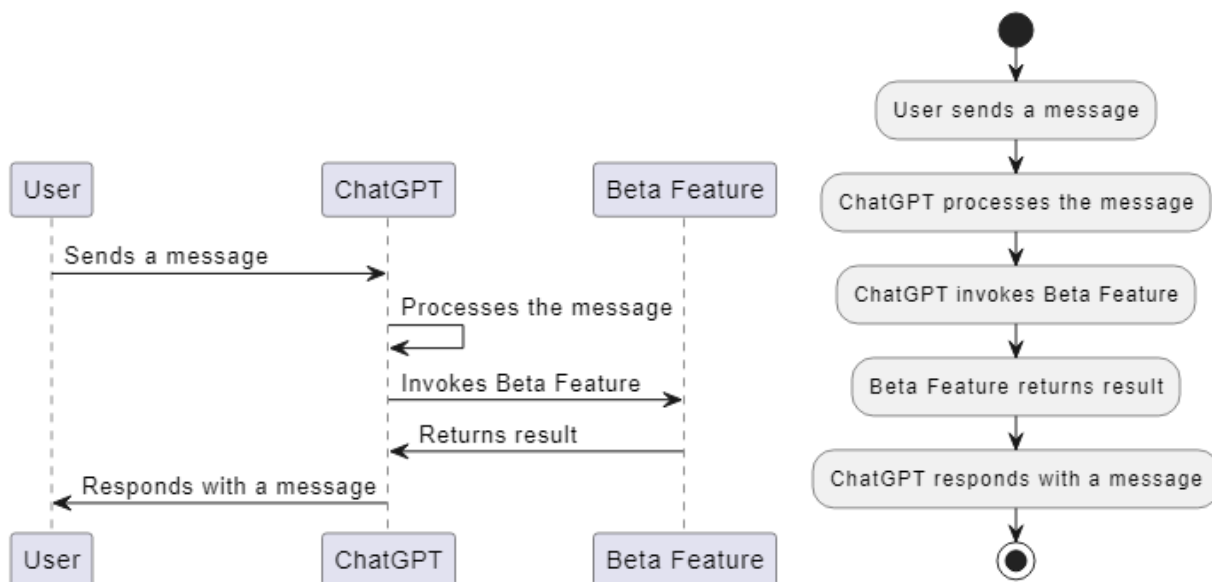 User
ChatGPT
Beta Feature
Sends a message
Processes the message
Invokes Beta Feature
Returns result
Responds with a message
User
ChatGPT
Beta Feature
User sends a message
ChatGPT processes the message
ChatGPT invokes Beta Feature
Beta Feature returns result
ChatGPT responds with a message